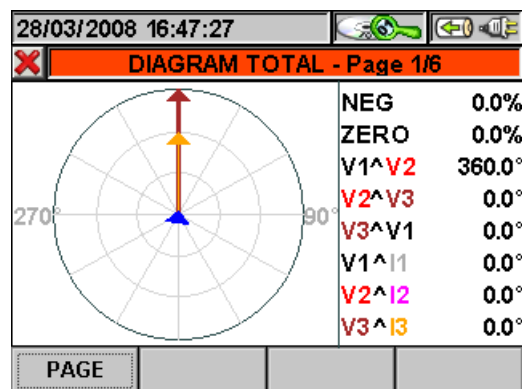 28/03/2008 16:47:27
DIAGRAM TOTAL - Page 1/6
270°
90°
NEG 0.0%
ZERO 0.0%
V1^V2 360.0°
V2^V3 0.0°
V3^V1 0.0°
V1^I1 0.0°
V2^I2 0.0°
V3^I3 0.0°
PAGE